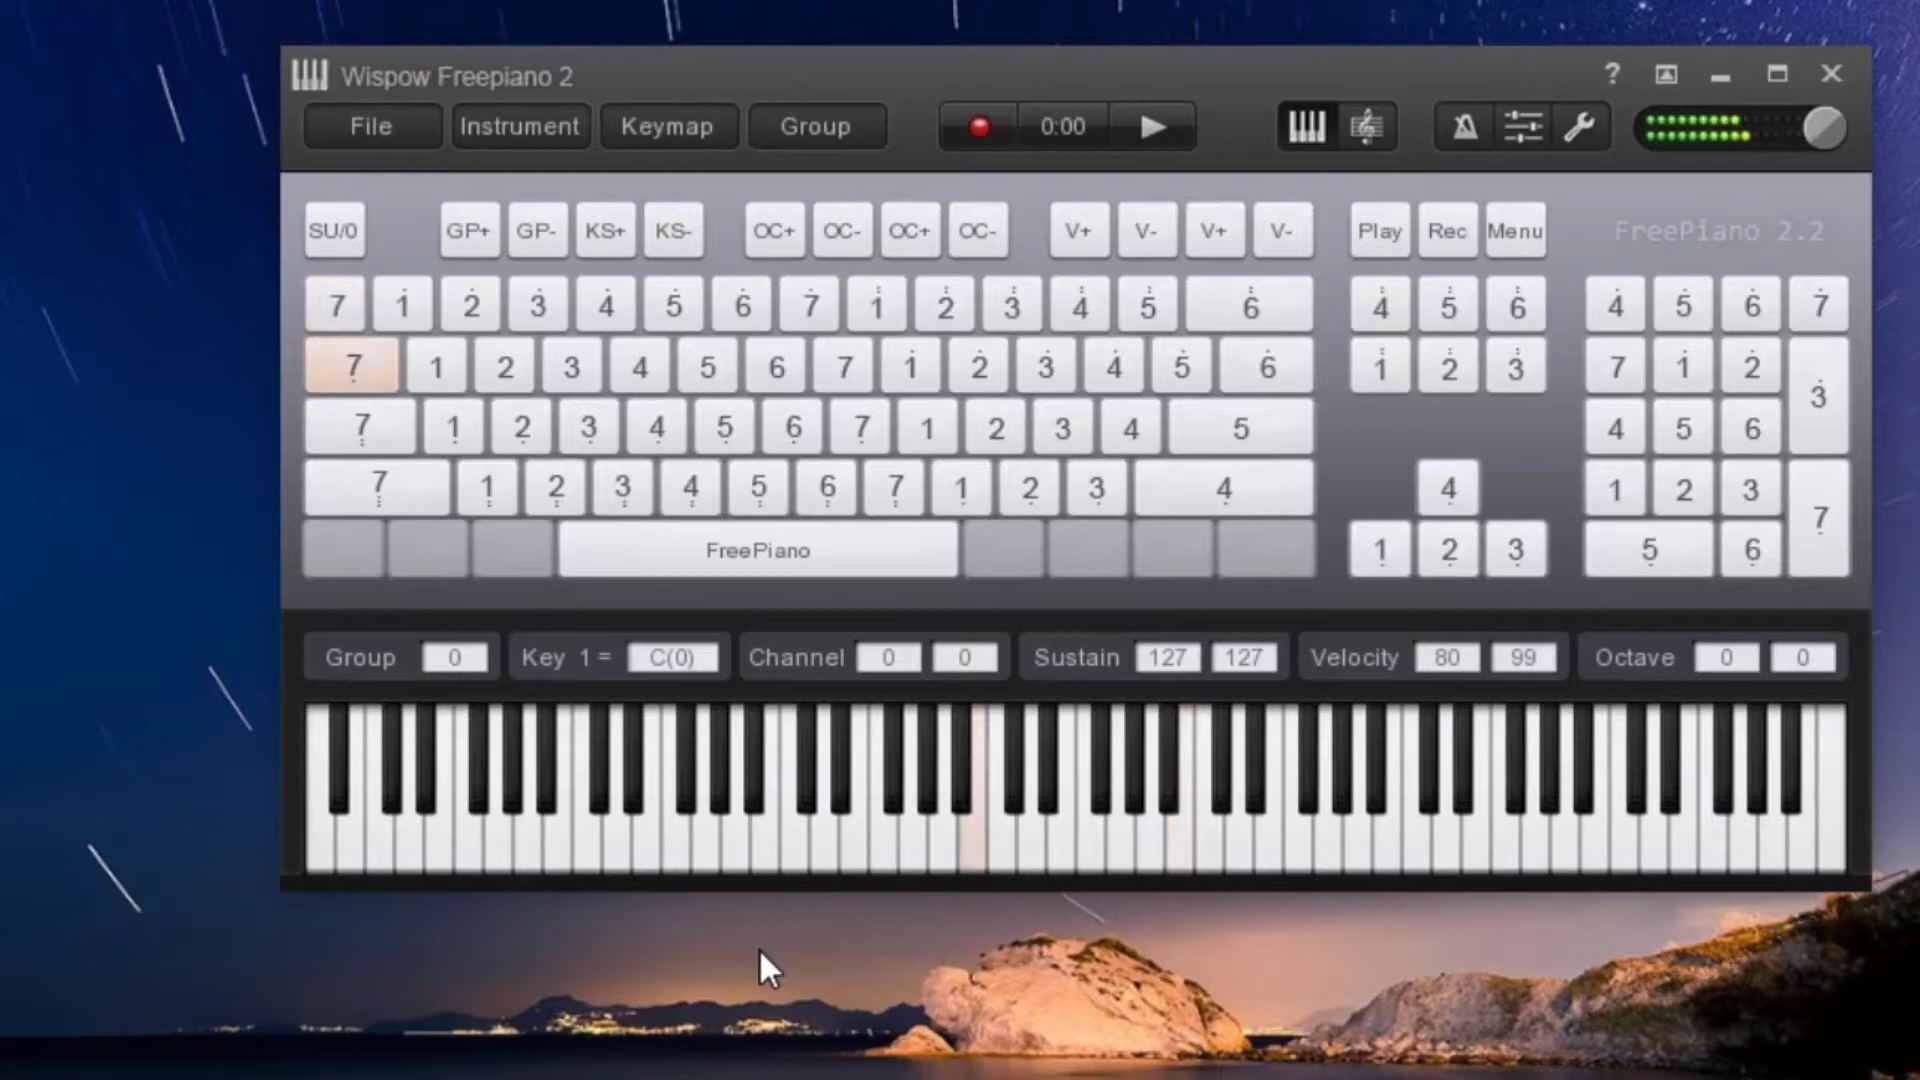 Wispow Freepiano 2 ?
File Instrument Keymap Group 0:00
SU/0 GP+ GP- KS+ KS- OC+ OC- OC+ OC- V+ V- V+ V- Play Rec Menu FreePiano 2.2
7 1 2 3 4 5 6 7 1 2 3 4 5 6 4 5 6 4 5 6 7
7 1 2 3 4 5 6 7 1 2 3 4 5 6 1 2 3 7 1 2 3
7 1 2 3 4 5 6 7 1 2 3 4 5 4 5 6
7 1 2 3 4 5 6 7 1 2 3 4 4 1 2 3 7
FreePiano 1 2 3 5 6
Group 0 Key 1= C(0) Channel 0 0 Sustain 127 127 Velocity 80 99 Octave 0 0